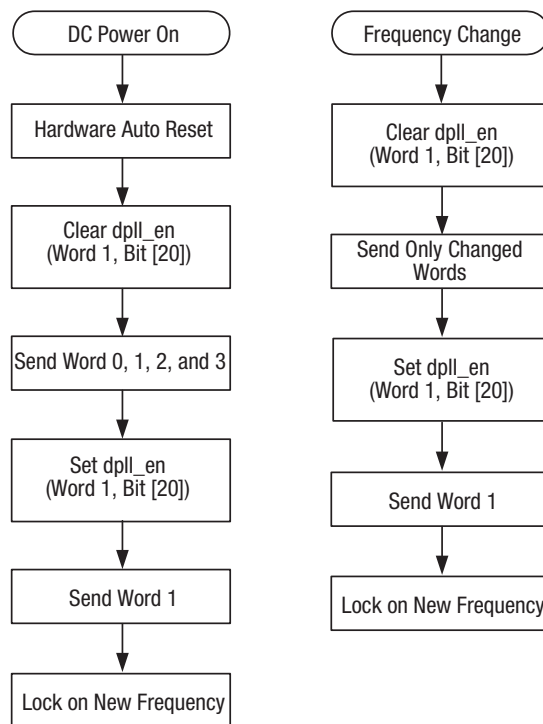 DC Power On
Hardware Auto Reset
Clear dpll_en
(Word 1, Bit [20])
Send Word 0, 1, 2, and 3
Set dpll_en
(Word 1, Bit [20])
Send Word 1
Lock on New Frequency
Frequency Change
Clear dpll_en
(Word 1, Bit [20])
Send Only Changed
Words
Set dpll_en
(Word 1, Bit [20])
Send Word 1
Lock on New Frequency